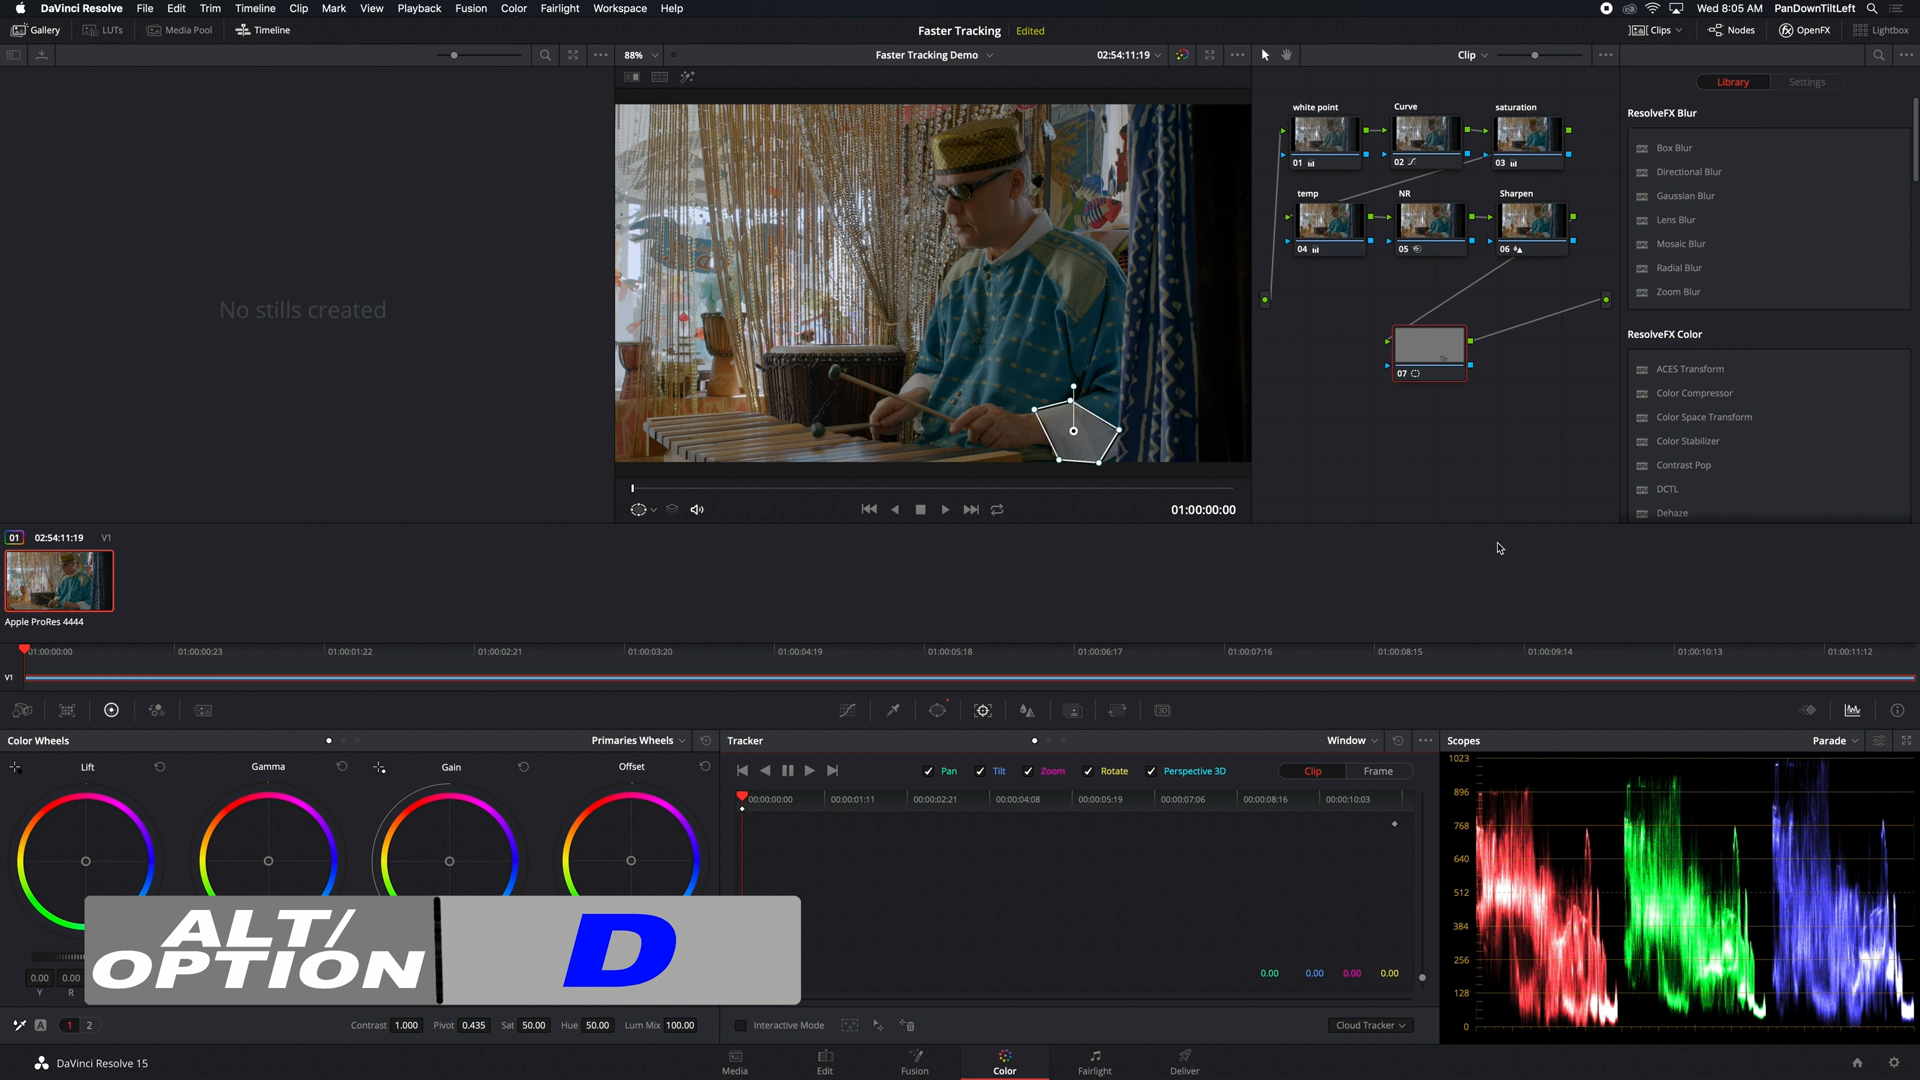 DaVinci Resolve File Edit Trim Timeline Clip Mark View Playback Fusion Color Fairlight Workspace Help
Wed 8:05 AM PanDownTiltLeft
Gallery LUTs Media Pool Timeline
Faster Tracking Edited
Clips Nodes OpenFX Lightbox
88% Faster Tracking Demo 02:54:11:19
Clip
Library Settings
white point Curve saturation
01 02 03
temp NR Sharpen
04 05 06
07
ResolveFX Blur
Box Blur
Directional Blur
Gaussian Blur
Lens Blur
Mosaic Blur
Radial Blur
Zoom Blur
ResolveFX Color
ACES Transform
Color Compressor
Color Space Transform
Color Stabilizer
Contrast Pop
DCTL
Dehaze
No stills created
01:00:00:00
01 02:54:11:19 V1
Apple ProRes 4444
01:00:00:00 01:00:00:23 01:00:01:22 01:00:02:21 01:00:03:20 01:00:04:19 01:00:05:18 01:00:06:17 01:00:07:16 01:00:08:15 01:00:09:14 01:00:10:13 01:00:11:12
V1
Color Wheels Primaries Wheels
Lift Gamma Gain Offset
0.00 0.00
Y R
Contrast 1.000 Pivot 0.435 Sat 50.00 Hue 50.00 Lum Mix 100.00
A 1 2
Tracker Window
Pan Tilt Zoom Rotate Perspective 3D Clip Frame
00:00:00:00 00:00:01:11 00:00:02:21 00:00:04:08 00:00:05:19 00:00:07:06 00:00:08:16 00:00:10:03
0.00 0.00 0.00 0.00
Interactive Mode Cloud Tracker
Scopes Parade
1023
896
768
640
512
384
256
128
0
ALT/
OPTION
D
DaVinci Resolve 15
Media Edit Fusion Color Fairlight Deliver
3D